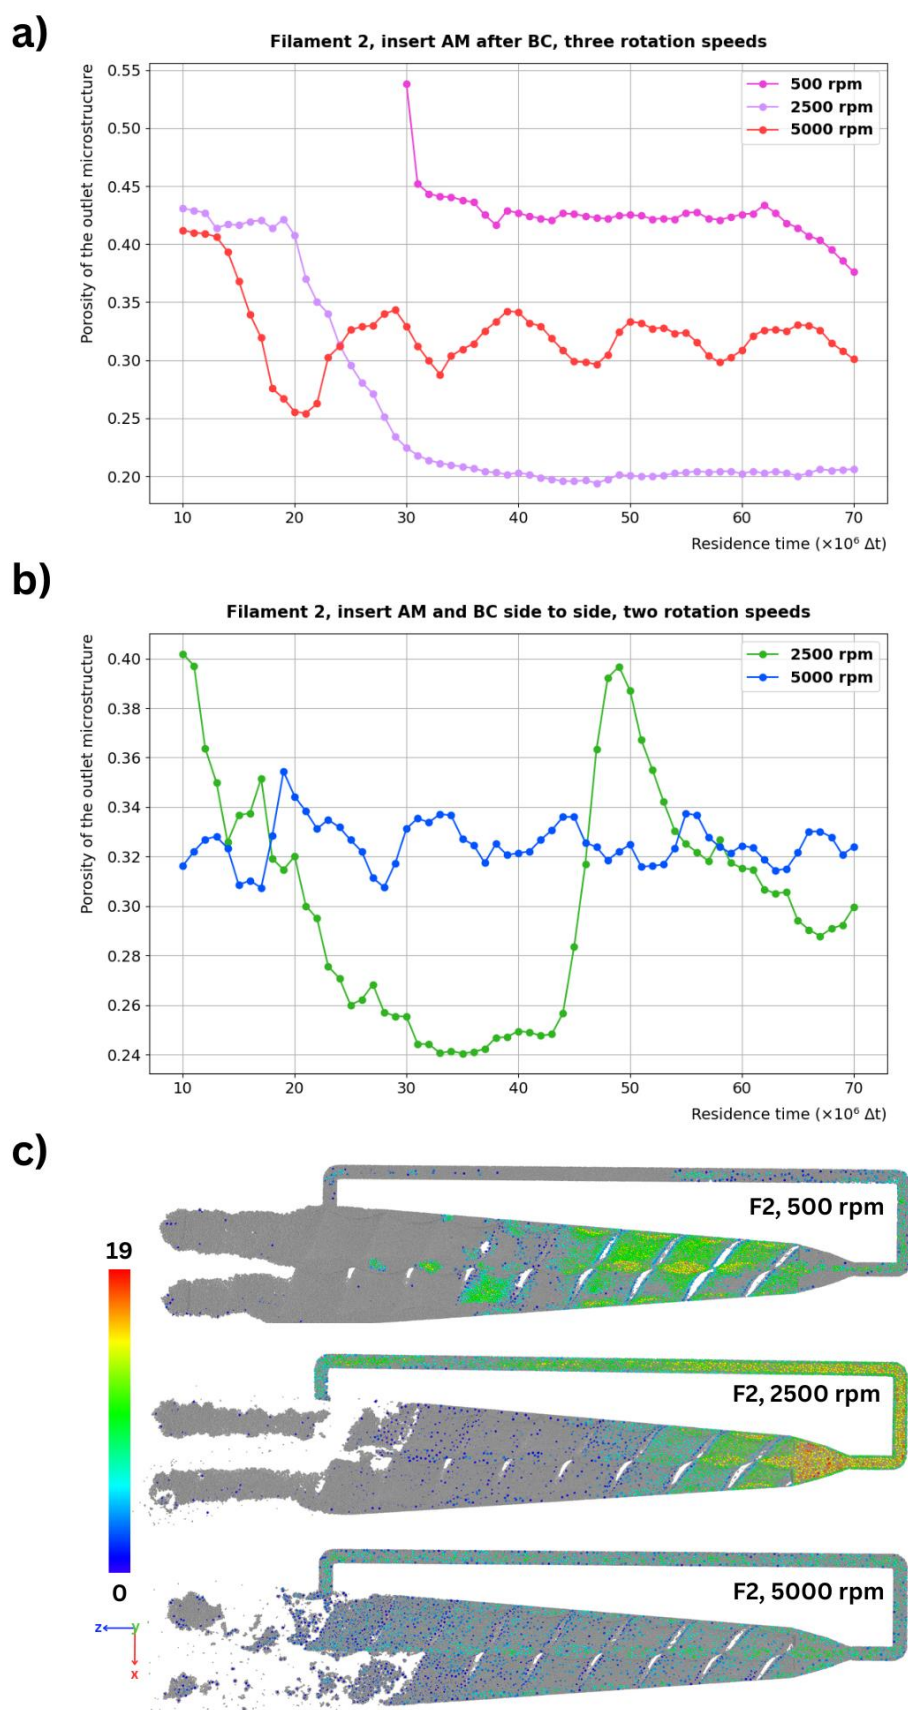 a)
Filament 2, insert AM after BC, three rotation speeds
Porosity of the outlet microstructure
0.55
0.50
0.45
0.40
0.35
0.30
0.25
0.20
500 rpm
2500 rpm
5000 rpm
10 20 30 40 50 60 70
Residence time (×10⁶ Δt)
b)
Filament 2, insert AM and BC side to side, two rotation speeds
Porosity of the outlet microstructure
0.40
0.38
0.36
0.34
0.32
0.30
0.28
0.26
0.24
2500 rpm
5000 rpm
10 20 30 40 50 60 70
Residence time (×10⁶ Δt)
c)
F2, 500 rpm
19
F2, 2500 rpm
0
F2, 5000 rpm
z y
x